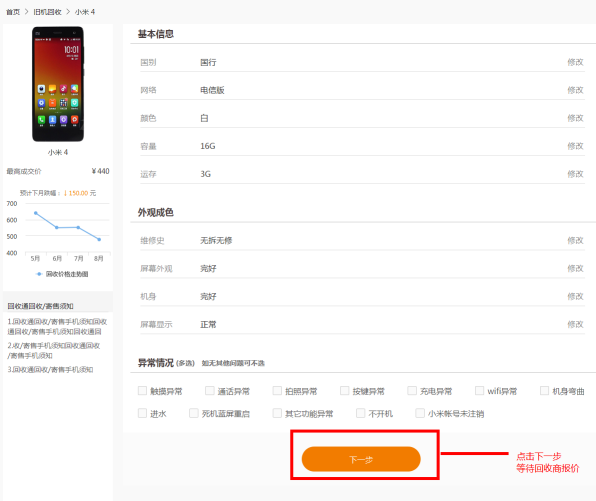 首页 > 旧机回收 > 小米 4
小米 4
最高成交价 ¥ 440
预计下月跌幅：↓150.00 元
700
600
500
400
5月 6月 7月 8月
回收价格走势图
回收通回收/寄售须知
1.回收通回收/寄售手机须知回收
通回收/寄售手机须知回收通回
2.收/寄售手机须知回收通回收
/寄售手机须知
3.回收通回收/寄售手机须知
基本信息
国别 国行 修改
网络 电信版 修改
颜色 白 修改
容量 16G 修改
运存 3G 修改
外观成色
维修史 无拆无修 修改
屏幕外观 完好 修改
机身 完好 修改
屏幕显示 正常 修改
异常情况 (多选) 如无其他问题可不选
触摸异常 通话异常 拍照异常 按键异常 充电异常 wifi异常 机身弯曲
进水 死机蓝屏重启 其它功能异常 不开机 小米帐号未注销
下一步
点击下一步
等待回收商报价